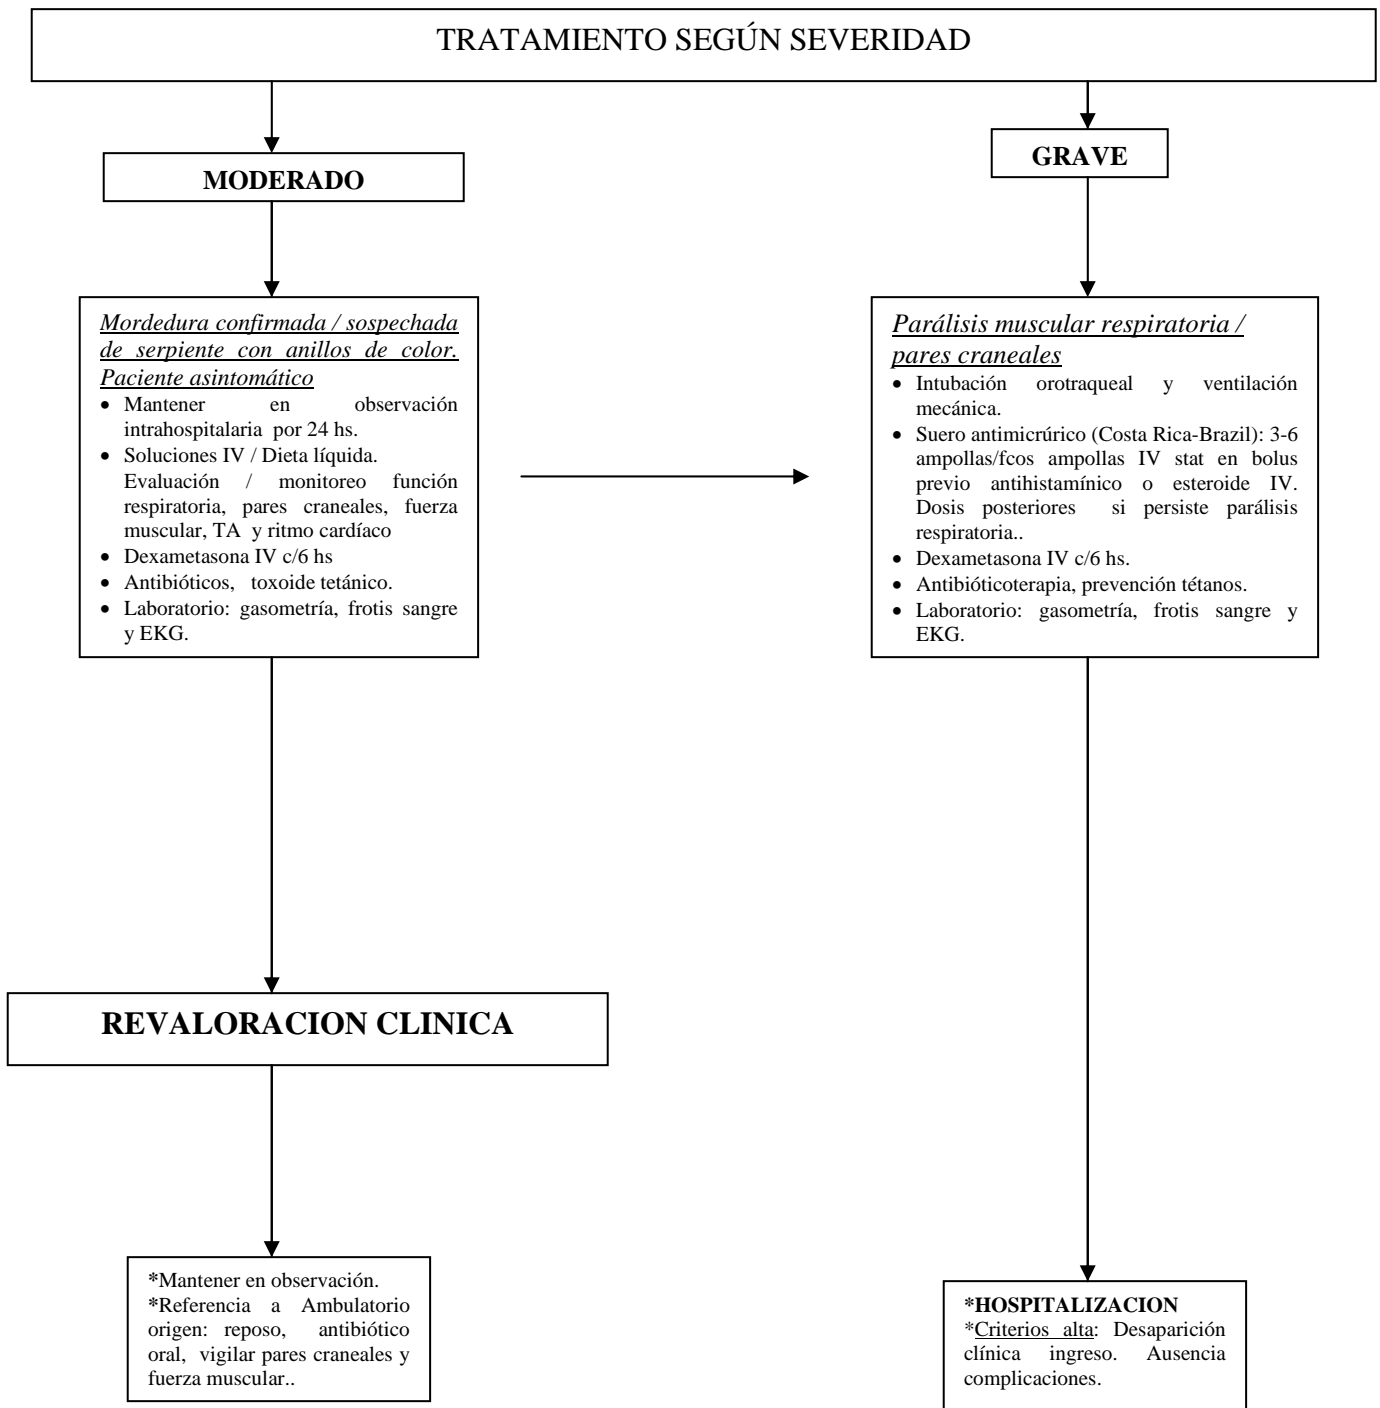 TRATAMIENTO SEGÚN SEVERIDAD
MODERADO
GRAVE
Mordedura confirmada / sospechada
de serpiente con anillos de color.
Paciente asintomático
• Mantener en observación
intrahospitalaria por 24 hs.
• Soluciones IV / Dieta líquida.
Evaluación / monitoreo función
respiratoria, pares craneales, fuerza
muscular, TA y ritmo cardíaco
• Dexametasona IV c/6 hs
• Antibióticos, toxoide tetánico.
• Laboratorio: gasometría, frotis sangre
y EKG.
Parálisis muscular respiratoria /
pares craneales
• Intubación orotraqueal y ventilación
mecánica.
• Suero antimicrúrico (Costa Rica-Brazil): 3-6
ampollas/fcos ampollas IV stat en bolus
previo antihistamínico o esteroide IV.
Dosis posteriores si persiste parálisis
respiratoria..
• Dexametasona IV c/6 hs.
• Antibióticoterapia, prevención tétanos.
• Laboratorio: gasometría, frotis sangre y
EKG.
REVALORACION CLINICA
*Mantener en observación.
*Referencia a Ambulatorio
origen: reposo, antibiótico
oral, vigilar pares craneales y
fuerza muscular..
*HOSPITALIZACION
*Criterios alta: Desaparición
clínica ingreso. Ausencia
complicaciones.